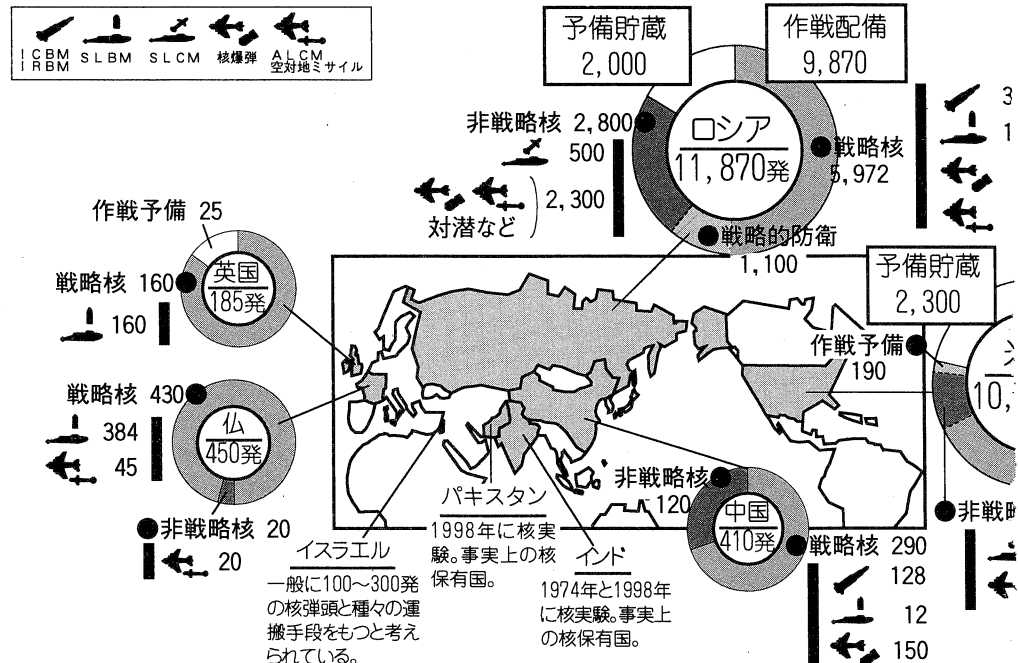 ICBM
IRBM
SLBM
SLCM
核爆弾
ALCM
空対地ミサイル
予備貯蔵
2,000
作戦配備
9,870
ロシア
11,870発
非戦略核 2,800
500
2,300
対潜など
戦略核
5,972
戦略的防衛
1,100
作戦予備 25
英国
185発
戦略核 160
160
戦略核 430
384
45
仏
450発
非戦略核 20
20
予備貯蔵
2,300
作戦予備
190
10,
非戦
パキスタン
1998年に核実
験。事実上の核
保有国。
イスラエル
一般に100〜300発
の核弾頭と種々の運
搬手段をもつと考え
られている。
インド
1974年と1998年
に核実験。事実上
の核保有国。
非戦略核
120
中国
410発
戦略核 290
128
12
150